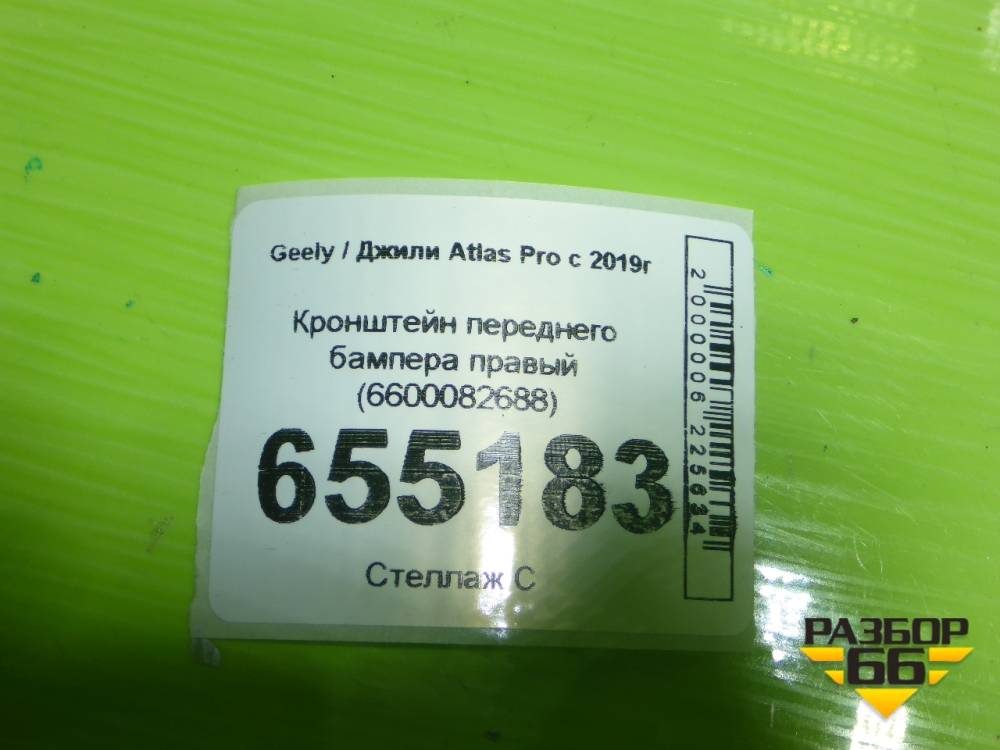 Geely / Джили Atlas Pro с 2019г
Кронштейн переднего
бампера правый
(6600082688)
655183
Стеллаж С
2000006225634
РАЗБОР
66